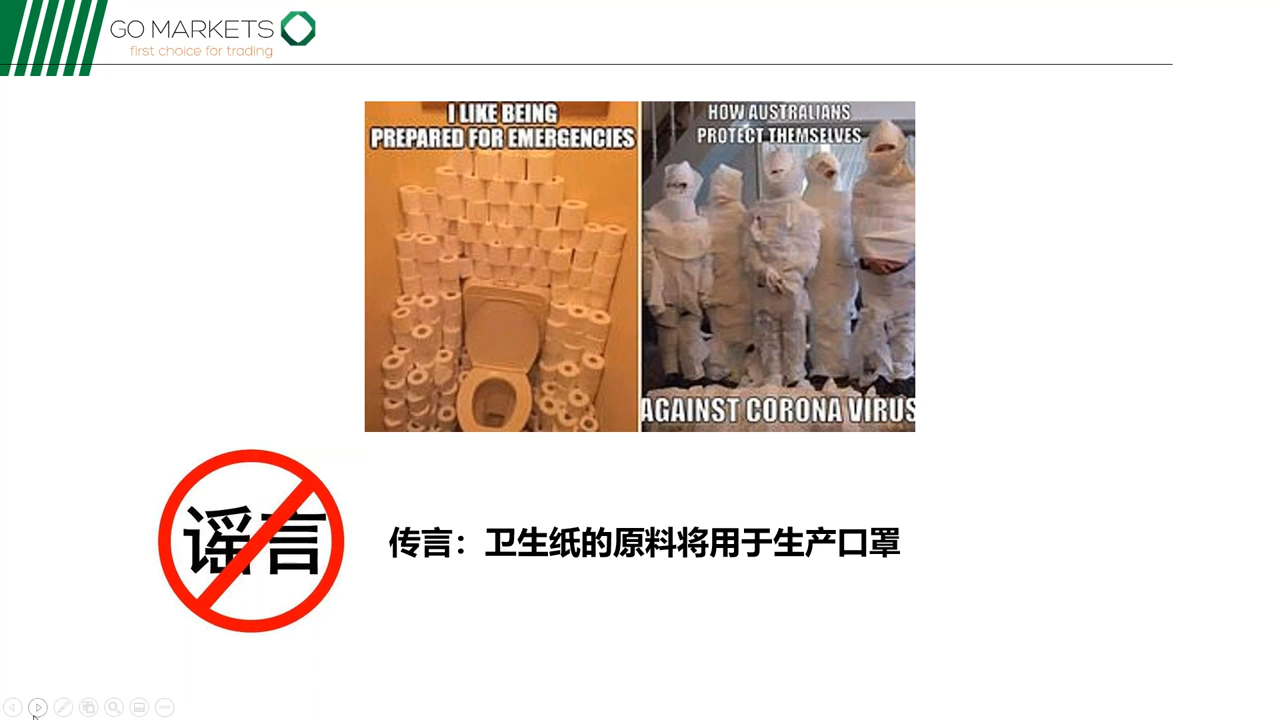 GO MARKETS
first choice for trading
I LIKE BEING
PREPARED FOR EMERGENCIES
HOW AUSTRALIANS
PROTECT THEMSELVES
AGAINST CORONA VIRUS
谣言
传言：卫生纸的原料将用于生产口罩